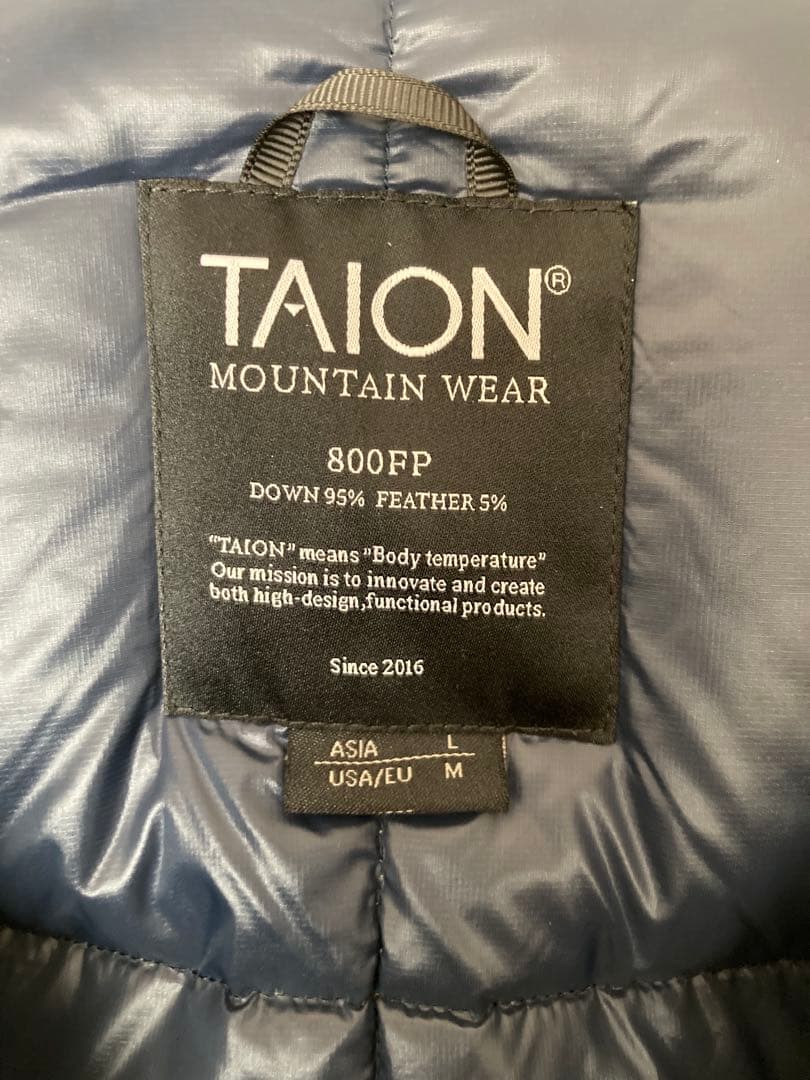 TAION®
MOUNTAIN WEAR
800FP
DOWN 95% FEATHER 5%
"TAION" means "Body temperature"
Our mission is to innovate and create
both high-design,functional products.
Since 2016
ASIA L
USA/EU M